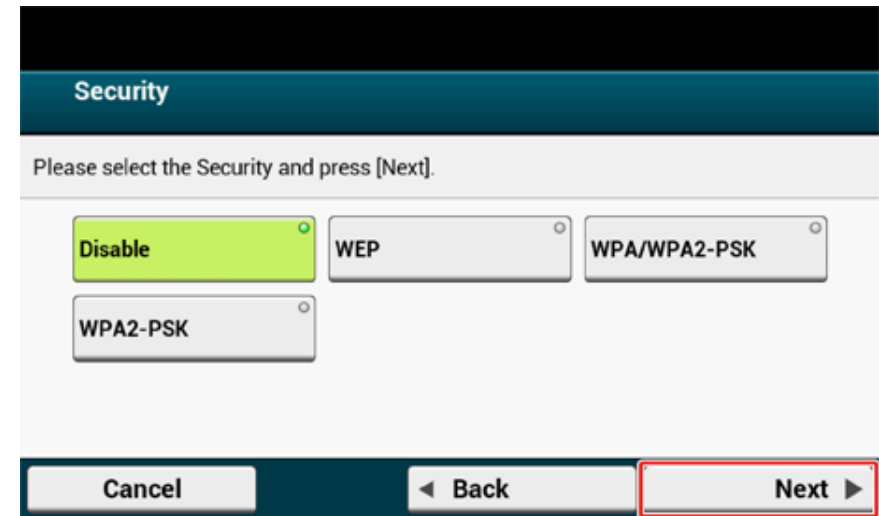 Security
Please select the Security and press [Next].
Disable WEP WPA/WPA2-PSK
WPA2-PSK
Cancel ◀ Back Next ▶